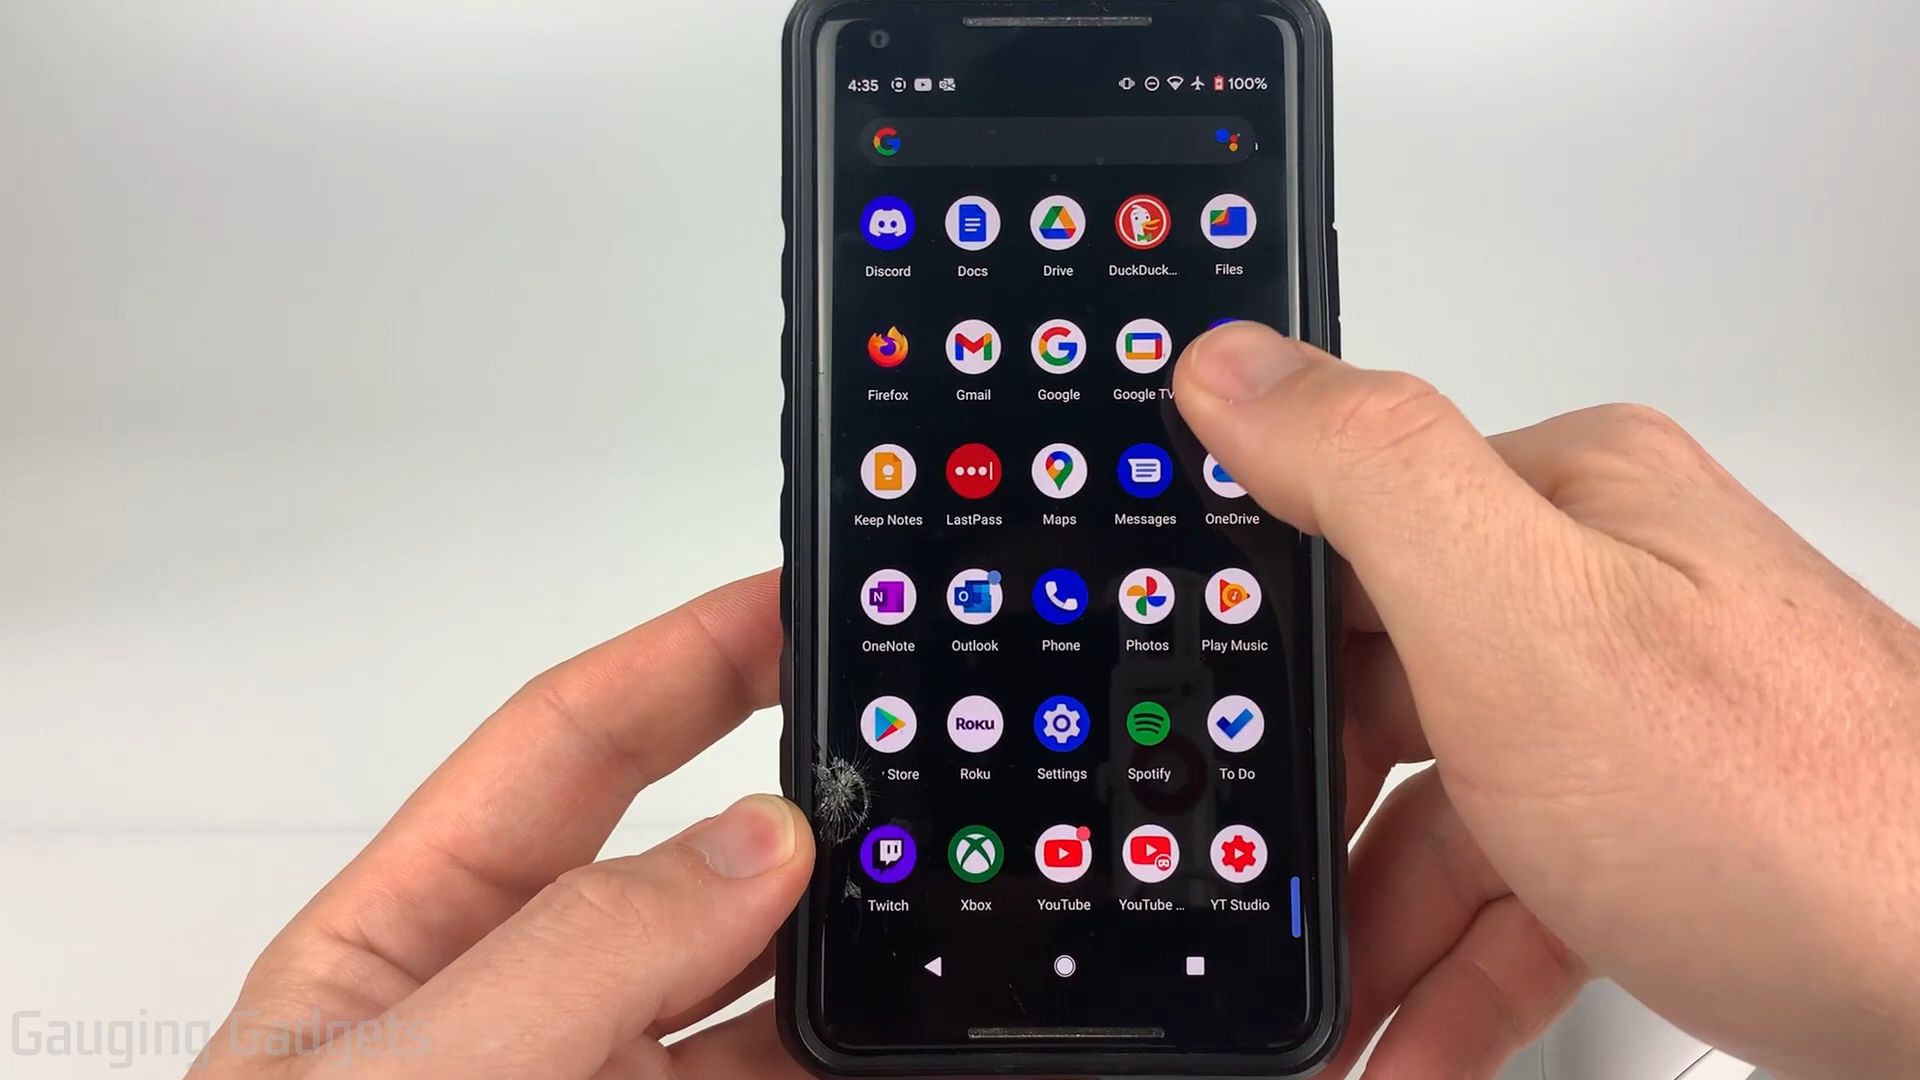 4:35 100%
Discord Docs Drive DuckDuck... Files
Firefox Gmail Google Google TV
Keep Notes LastPass Maps Messages OneDrive
OneNote Outlook Phone Photos Play Music
Roku
Store Roku Settings Spotify To Do
Twitch Xbox YouTube YouTube ... YT Studio
Gauging Gadgets